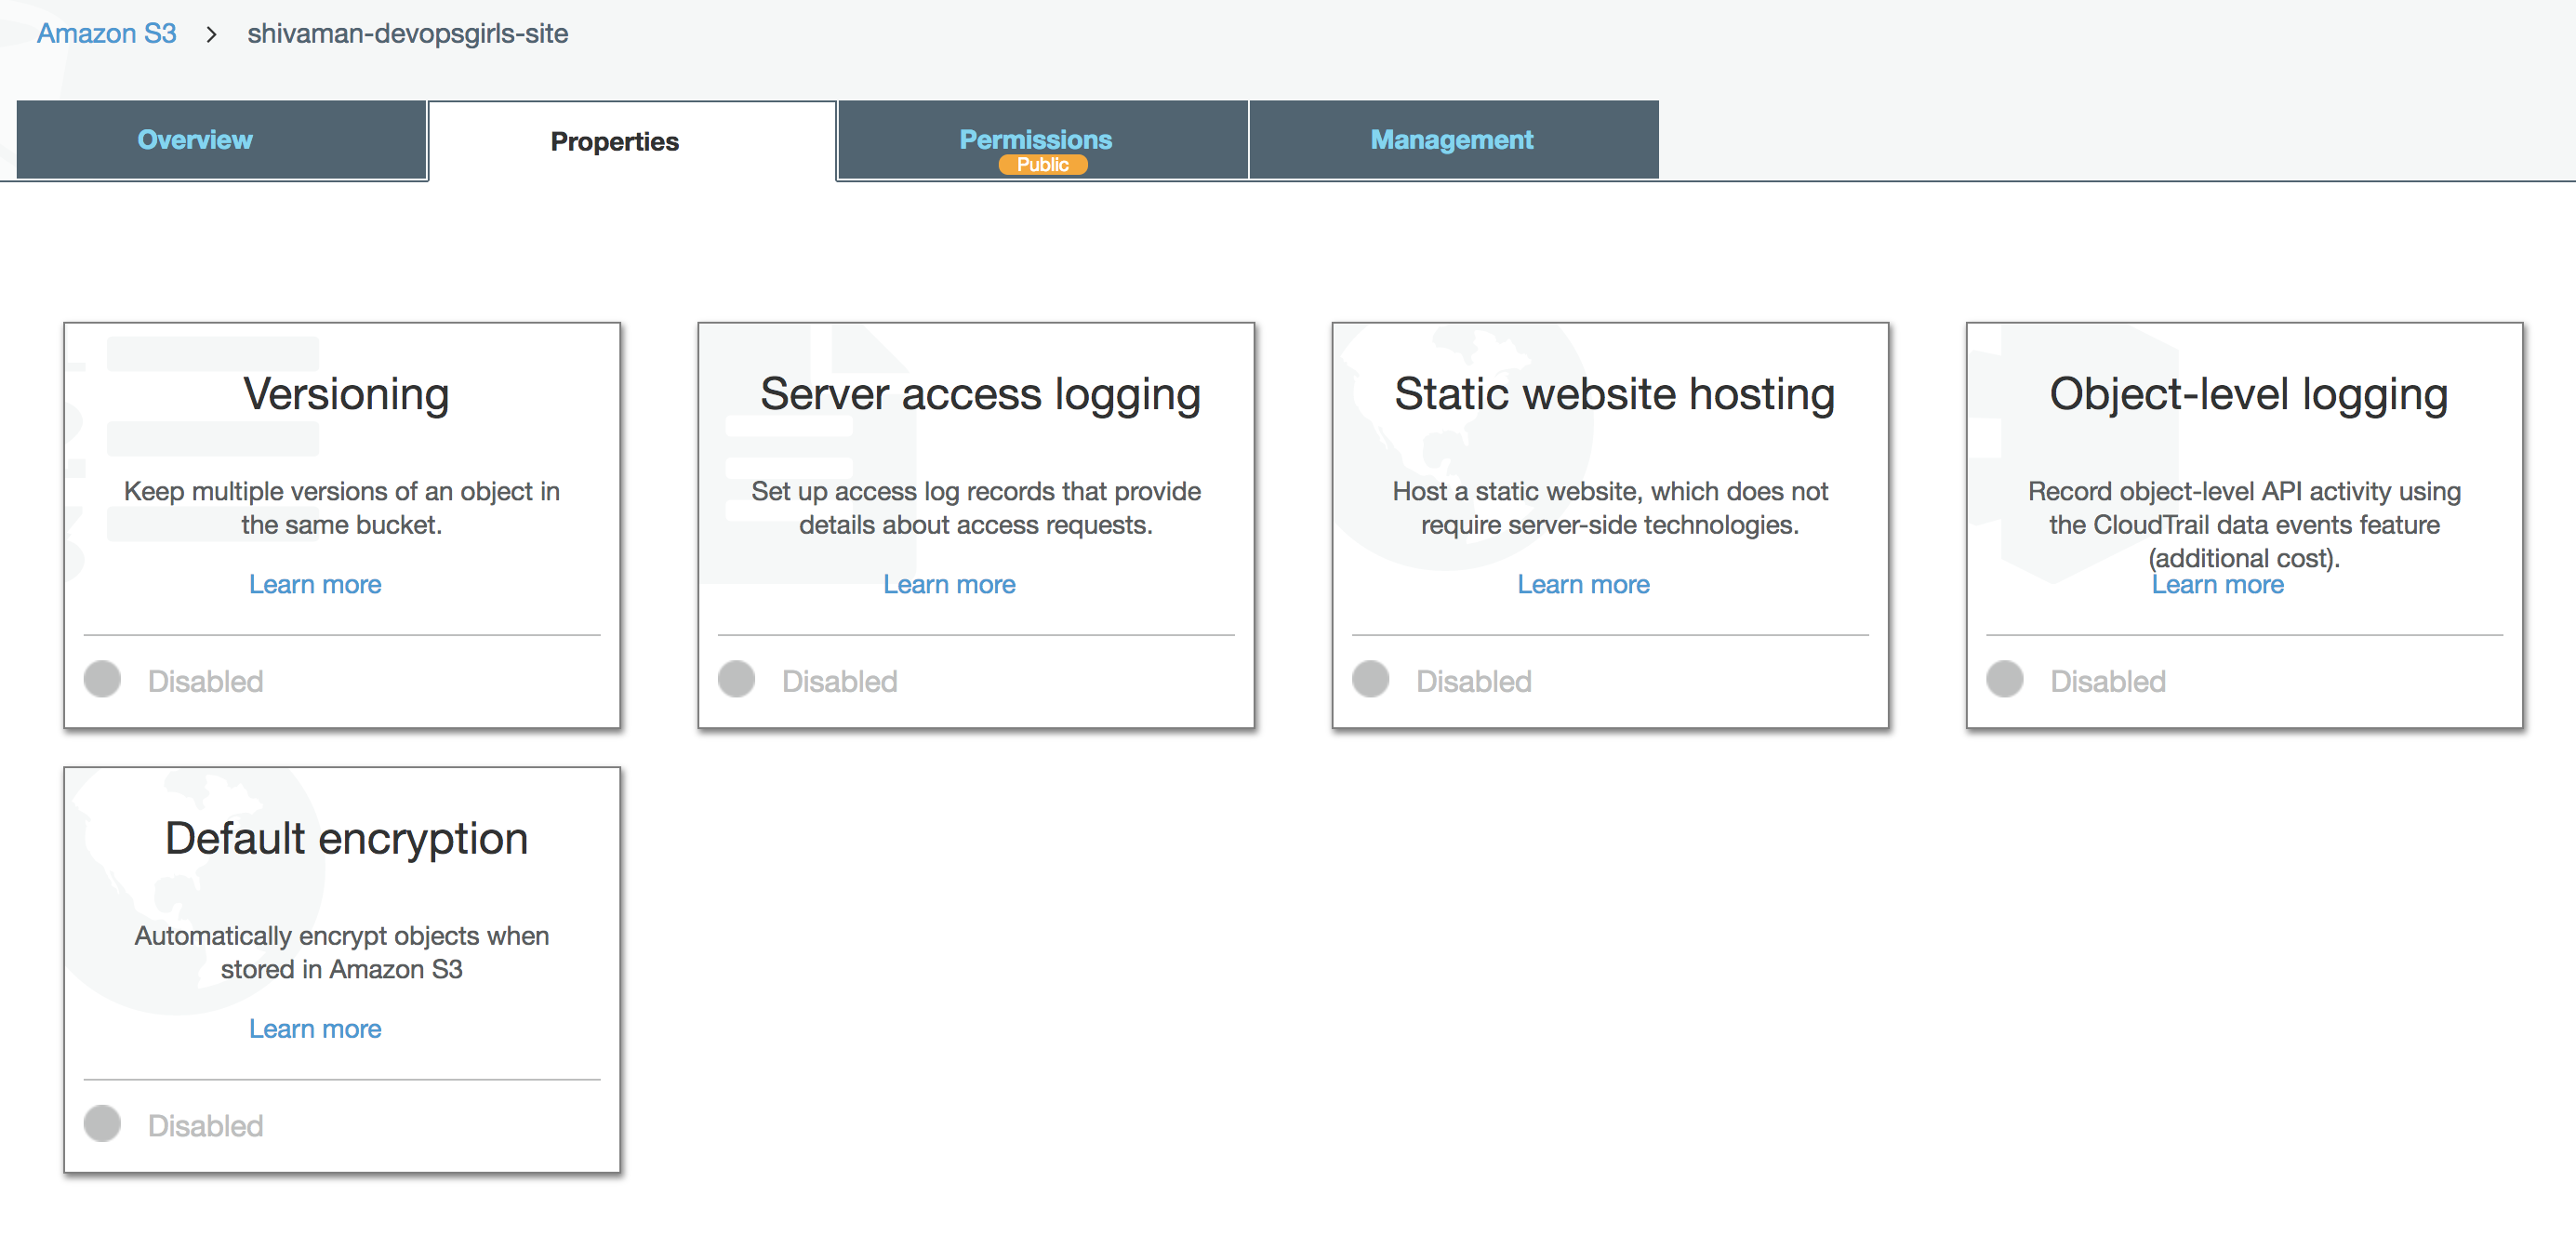 Amazon S3 > shivaman-devopsgirls-site
Overview
Properties
Permissions
Public
Management
Versioning
Keep multiple versions of an object in
the same bucket.
Learn more
Disabled
Server access logging
Set up access log records that provide
details about access requests.
Learn more
Disabled
Static website hosting
Host a static website, which does not
require server-side technologies.
Learn more
Disabled
Object-level logging
Record object-level API activity using
the CloudTrail data events feature
(additional cost).
Learn more
Disabled
Default encryption
Automatically encrypt objects when
stored in Amazon S3
Learn more
Disabled